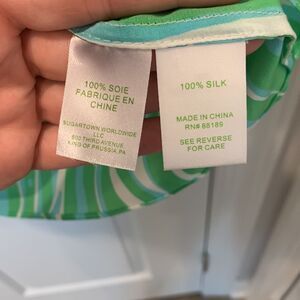 100% SOIE
FABRIQUE EN
CHINE
SUGARTOWN WORLDWIDE
LLC
800 THIRD AVENUE
KING OF PRUSSIA, PA
100% SILK
MADE IN CHINA
RN# 88189
SEE REVERSE
FOR CARE